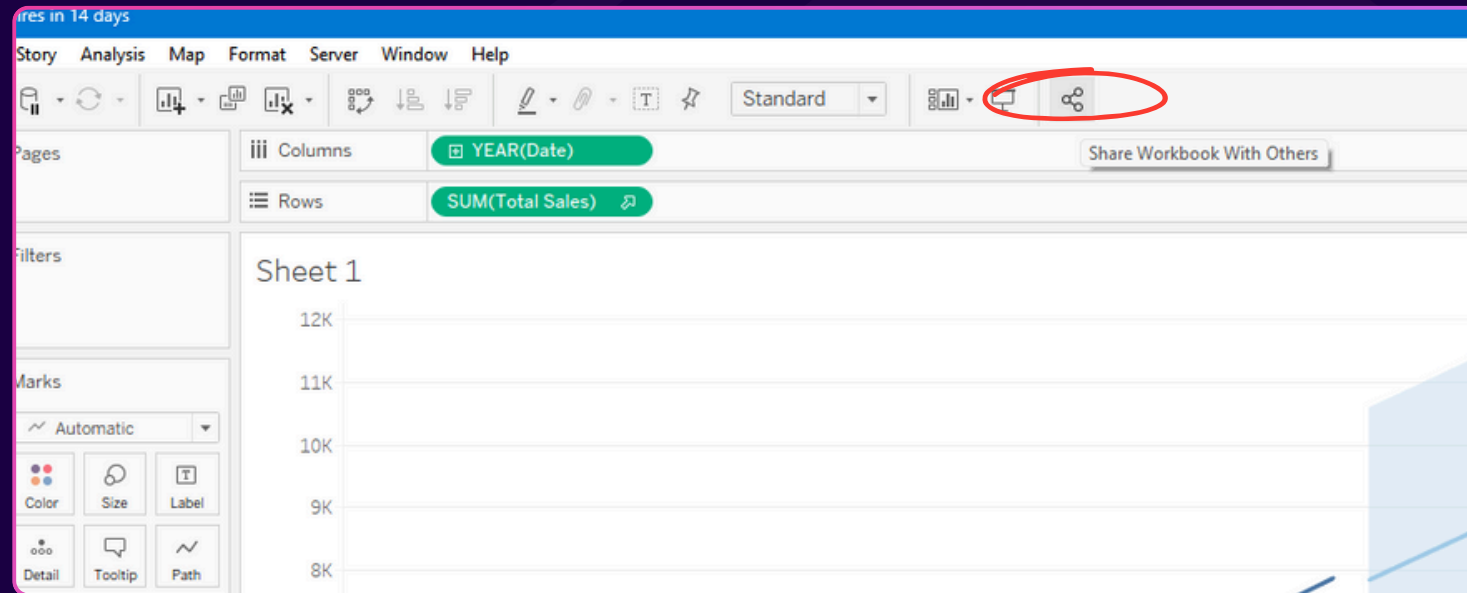 ires in 14 days
Story Analysis Map Format Server Window Help
T Standard
Pages
Columns YEAR(Date)
Share Workbook With Others
Rows SUM(Total Sales)
Filters
Sheet 1
12K
Marks
11K
Automatic
10K
T
Color Size Label
9K
Detail Tooltip Path
8K